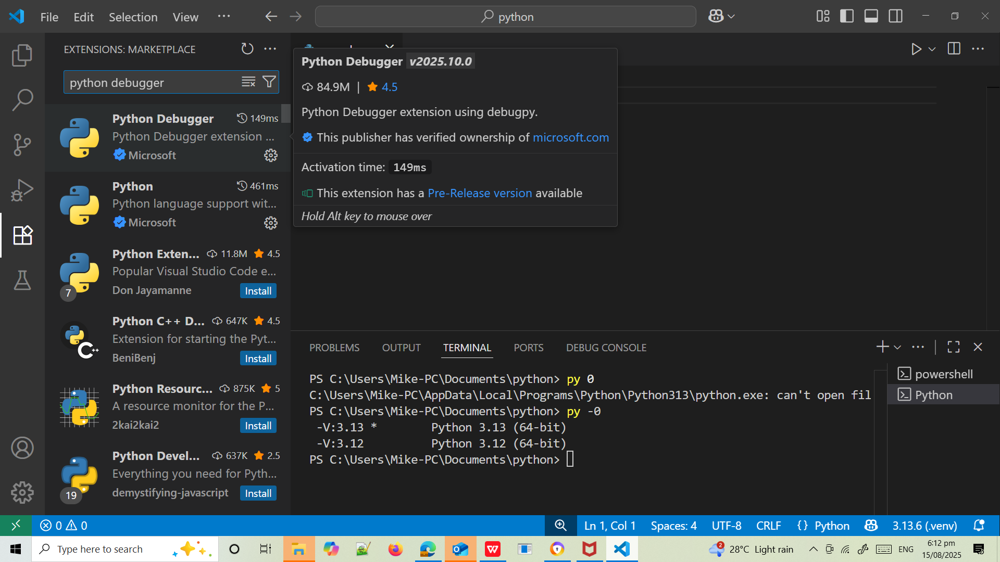 File Edit Selection View ···
python
EXTENSIONS: MARKETPLACE
python debugger
Python Debugger 149ms
Python Debugger extension ...
Microsoft
Python 461ms
Python language support wit...
Microsoft
Python Exten... 11.8M 4.5
Popular Visual Studio Code e...
Don Jayamanne Install
7
Python C++ D... 647K 4.5
Extension for starting the Pyt...
BeniBenj Install
C++
Python Resourc... 875K 5
A resource monitor for the P...
2kai2kai2 Install
Python Devel... 637K 2.5
Everything you need for Pyth...
demystifying-javascript Install
19
Python Debugger v2025.10.0
84.9M | 4.5
Python Debugger extension using debugpy.
This publisher has verified ownership of microsoft.com
Activation time: 149ms
This extension has a Pre-Release version available
Hold Alt key to mouse over
PROBLEMS OUTPUT TERMINAL PORTS DEBUG CONSOLE
PS C:\Users\Mike-PC\Documents\python> py 0
C:\Users\Mike-PC\AppData\Local\Programs\Python\Python313\python.exe: can't open fil
PS C:\Users\Mike-PC\Documents\python> py -0
-V:3.13 * Python 3.13 (64-bit)
-V:3.12 Python 3.12 (64-bit)
PS C:\Users\Mike-PC\Documents\python>
powershell
Python
0 0 Ln 1, Col 1 Spaces: 4 UTF-8 CRLF {} Python 3.13.6 (.venv)
Type here to search
2
28°C Light rain
ENG
6:12 pm
15/08/2025